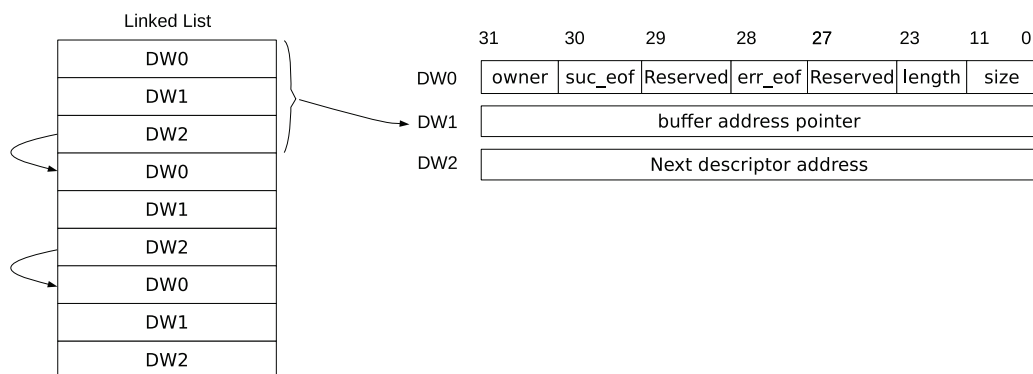 Linked List
DW0
DW1
DW2
DW0
DW1
DW2
DW0
DW1
DW2
31 30 29 28 27 23 11 0
DW0 owner suc_eof Reserved err_eof Reserved length size
DW1 buffer address pointer
DW2 Next descriptor address